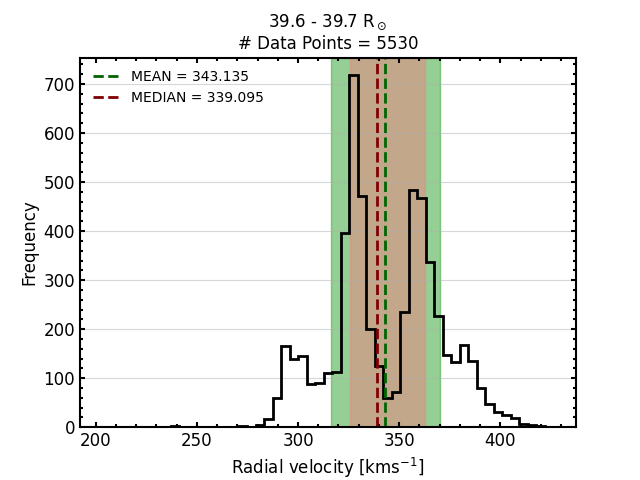 39.6 - 39.7 R⊙
# Data Points = 5530
MEAN = 343.135
MEDIAN = 339.095
Frequency
700
600
500
400
300
200
100
0
200 250 300 350 400
Radial velocity [kms⁻¹]